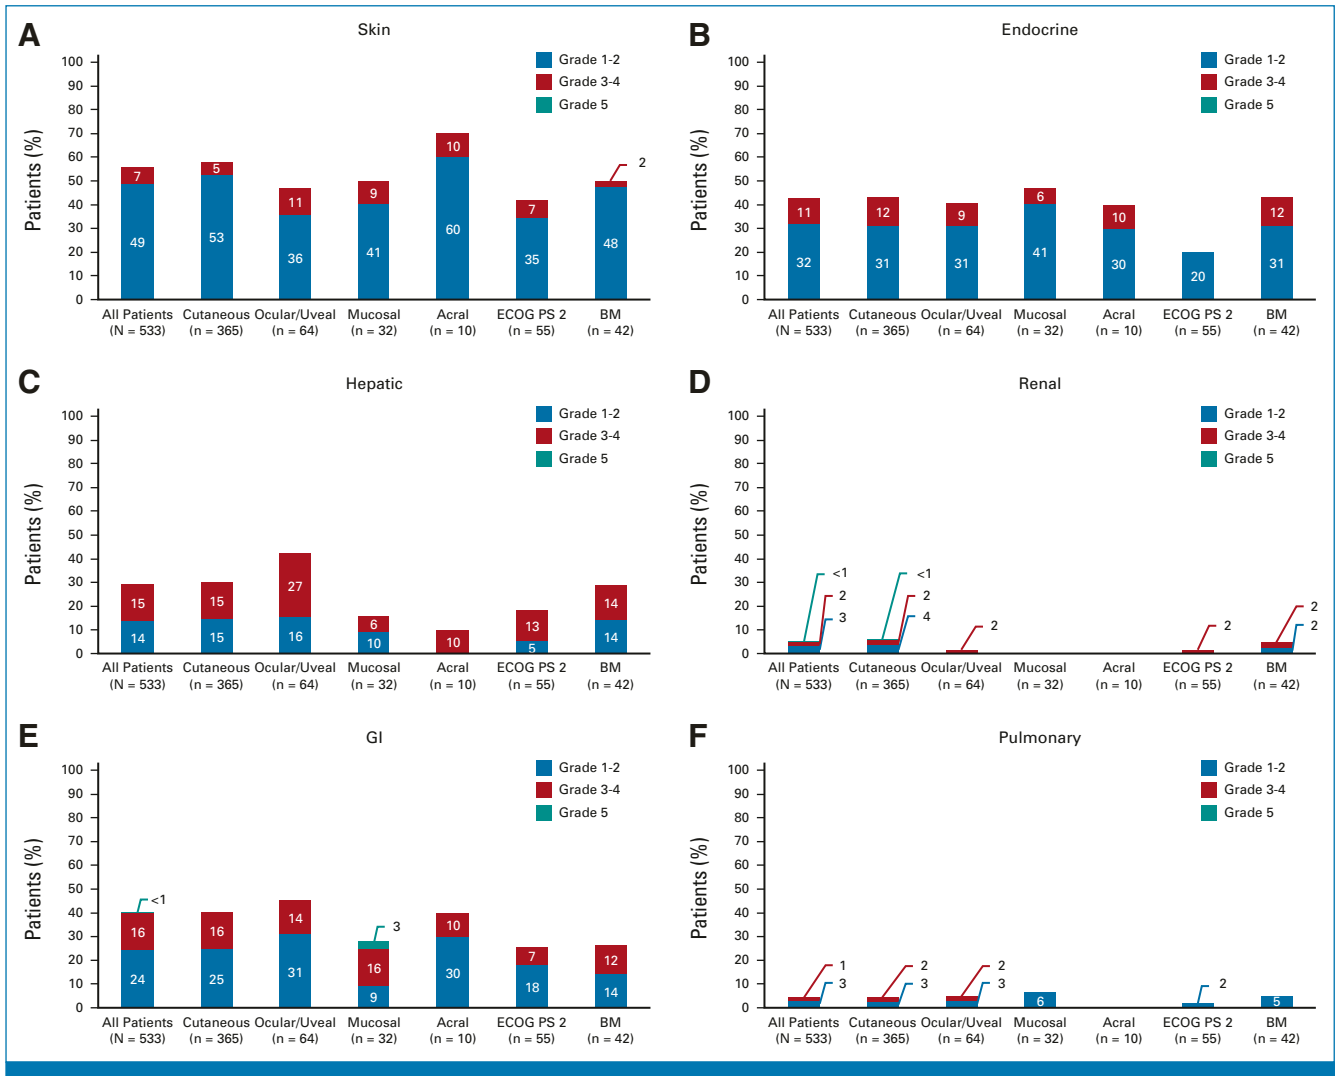 A
Skin
Patients (%)
100
90
80
70
60
50
40
30
20
10
0
Grade 1-2
Grade 3-4
Grade 5
7
49
5
53
11
36
9
41
10
60
7
35
2
48
All Patients Cutaneous Ocular/Uveal Mucosal Acral ECOG PS 2 BM
(N = 533) (n = 365) (n = 64) (n = 32) (n = 10) (n = 55) (n = 42)
B
Endocrine
Patients (%)
100
90
80
70
60
50
40
30
20
10
0
Grade 1-2
Grade 3-4
Grade 5
11
32
12
31
9
31
6
41
10
30
20
12
31
All Patients Cutaneous Ocular/Uveal Mucosal Acral ECOG PS 2 BM
(N = 533) (n = 365) (n = 64) (n = 32) (n = 10) (n = 55) (n = 42)
C
Hepatic
Patients (%)
100
90
80
70
60
50
40
30
20
10
0
Grade 1-2
Grade 3-4
Grade 5
15
14
15
15
27
16
6
10
10
13
5
14
14
All Patients Cutaneous Ocular/Uveal Mucosal Acral ECOG PS 2 BM
(N = 533) (n = 365) (n = 64) (n = 32) (n = 10) (n = 55) (n = 42)
D
Renal
Patients (%)
100
90
80
70
60
50
40
30
20
10
0
Grade 1-2
Grade 3-4
Grade 5
<1
2
3
<1
2
4
2
2
2
2
All Patients Cutaneous Ocular/Uveal Mucosal Acral ECOG PS 2 BM
(N = 533) (n = 365) (n = 64) (n = 32) (n = 10) (n = 55) (n = 42)
E
GI
Patients (%)
100
90
80
70
60
50
40
30
20
10
0
Grade 1-2
Grade 3-4
Grade 5
<1
16
24
16
25
14
31
3
16
9
10
30
7
18
12
14
All Patients Cutaneous Ocular/Uveal Mucosal Acral ECOG PS 2 BM
(N = 533) (n = 365) (n = 64) (n = 32) (n = 10) (n = 55) (n = 42)
F
Pulmonary
Patients (%)
100
90
80
70
60
50
40
30
20
10
0
Grade 1-2
Grade 3-4
Grade 5
1
3
2
3
2
3
6
2
5
All Patients Cutaneous Ocular/Uveal Mucosal Acral ECOG PS 2 BM
(N = 533) (n = 365) (n = 64) (n = 32) (n = 10) (n = 55) (n = 42)